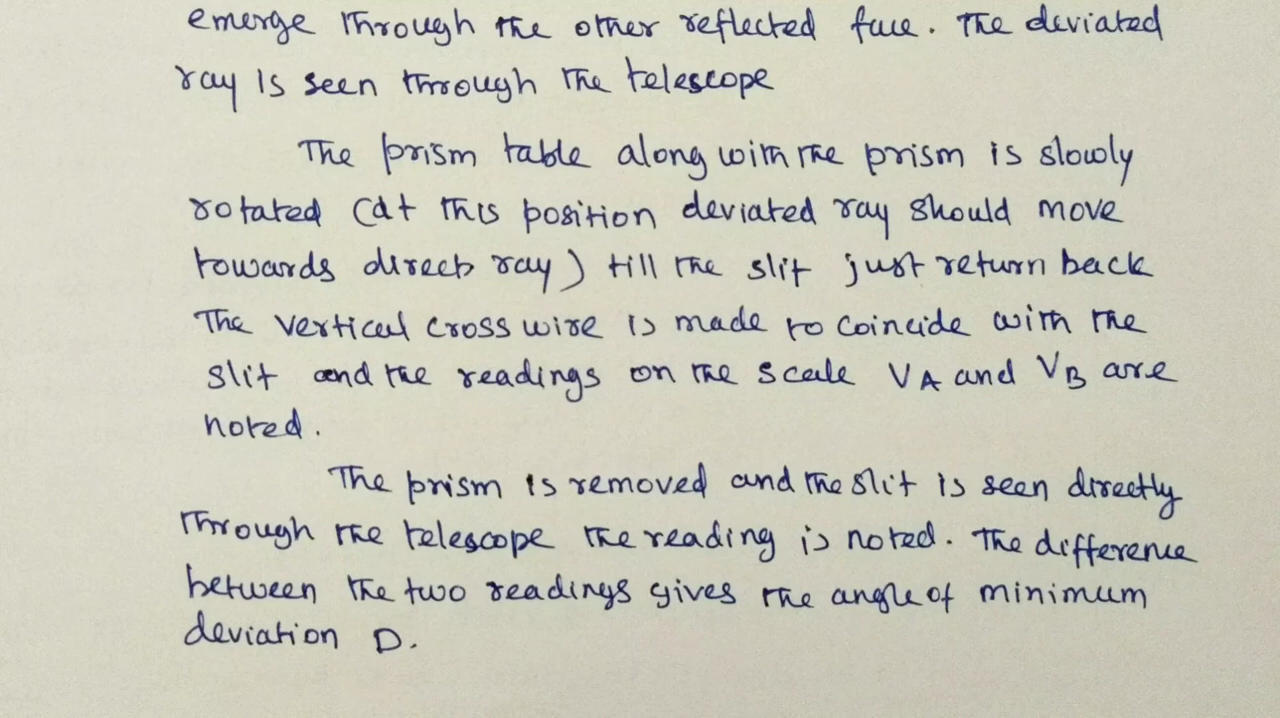 emerge through the other reflected face. The deviated
ray is seen through the telescope
The prism table along with the prism is slowly
rotated (at this position deviated ray should move
towards direct ray) till the slit just return back
The vertical cross wire is made to coincide with the
slit and the readings on the scale VA and VB are
noted.
The prism is removed and the slit is seen directly
through the telescope the reading is noted. The difference
between the two readings gives the angle of minimum
deviation D.